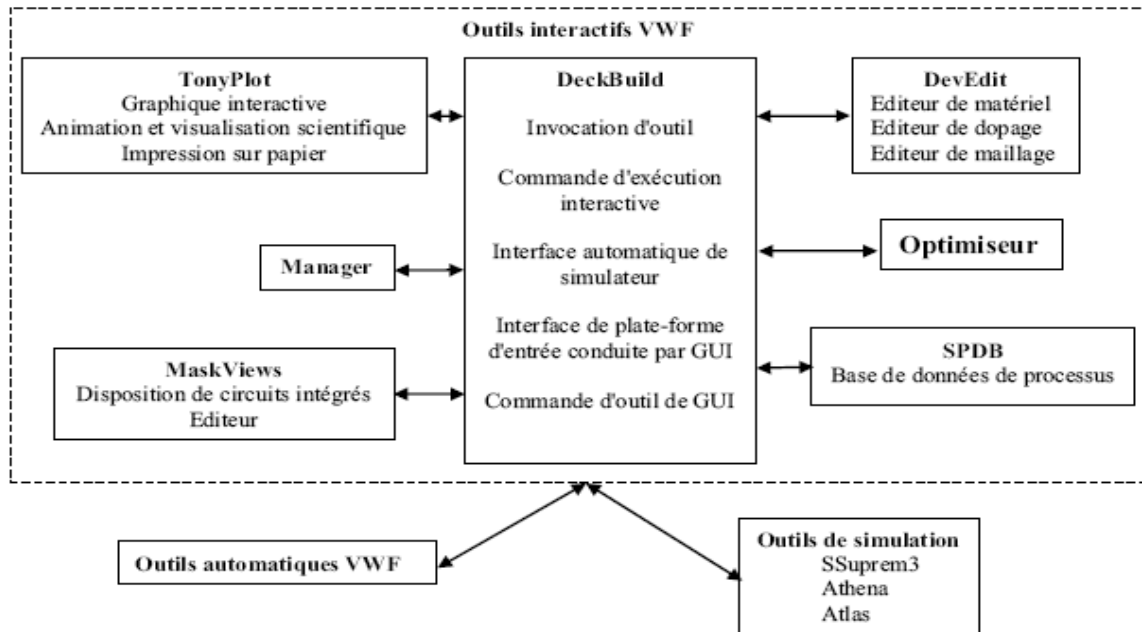 Outils interactifs VWF
TonyPlot
Graphique interactive
Animation et visualisation scientifique
Impression sur papier
Manager
MaskViews
Disposition de circuits intégrés
Editeur
DeckBuild
Invocation d'outil
Commande d'exécution
interactive
Interface automatique de
simulateur
Interface de plate-forme
d'entrée conduite par GUI
Commande d'outil de GUI
DevEdit
Editeur de matériel
Editeur de dopage
Editeur de maillage
Optimiseur
SPDB
Base de données de processus
Outils automatiques VWF
Outils de simulation
SSuprem3
Athena
Atlas